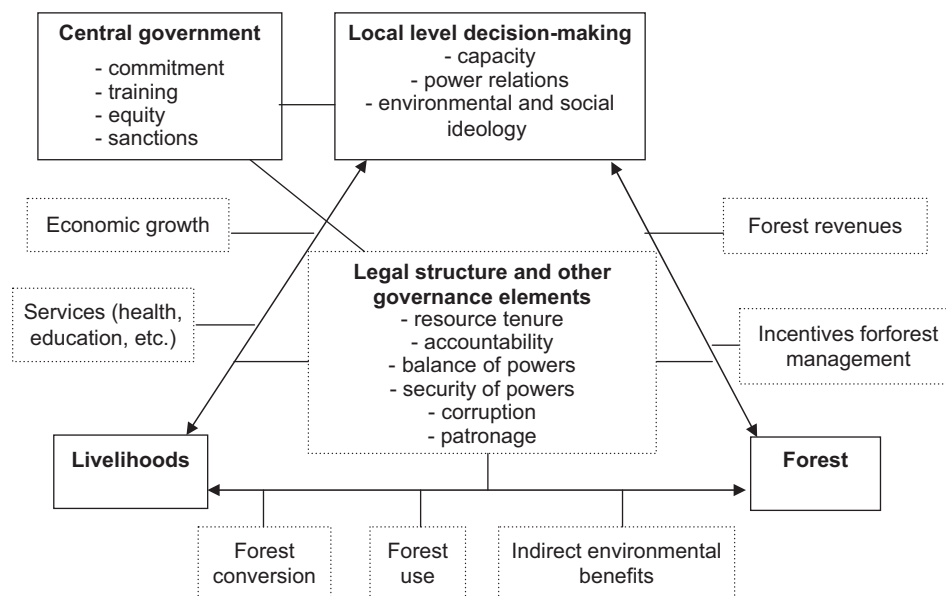 Central government
- commitment
- training
- equity
- sanctions
Local level decision-making
- capacity
- power relations
- environmental and social
ideology
Economic growth
Forest revenues
Legal structure and other
governance elements
- resource tenure
- accountability
- balance of powers
- security of powers
- corruption
- patronage
Services (health,
education, etc.)
Incentives forforest
management
Livelihoods
Forest
Forest
conversion
Forest
use
Indirect environmental
benefits